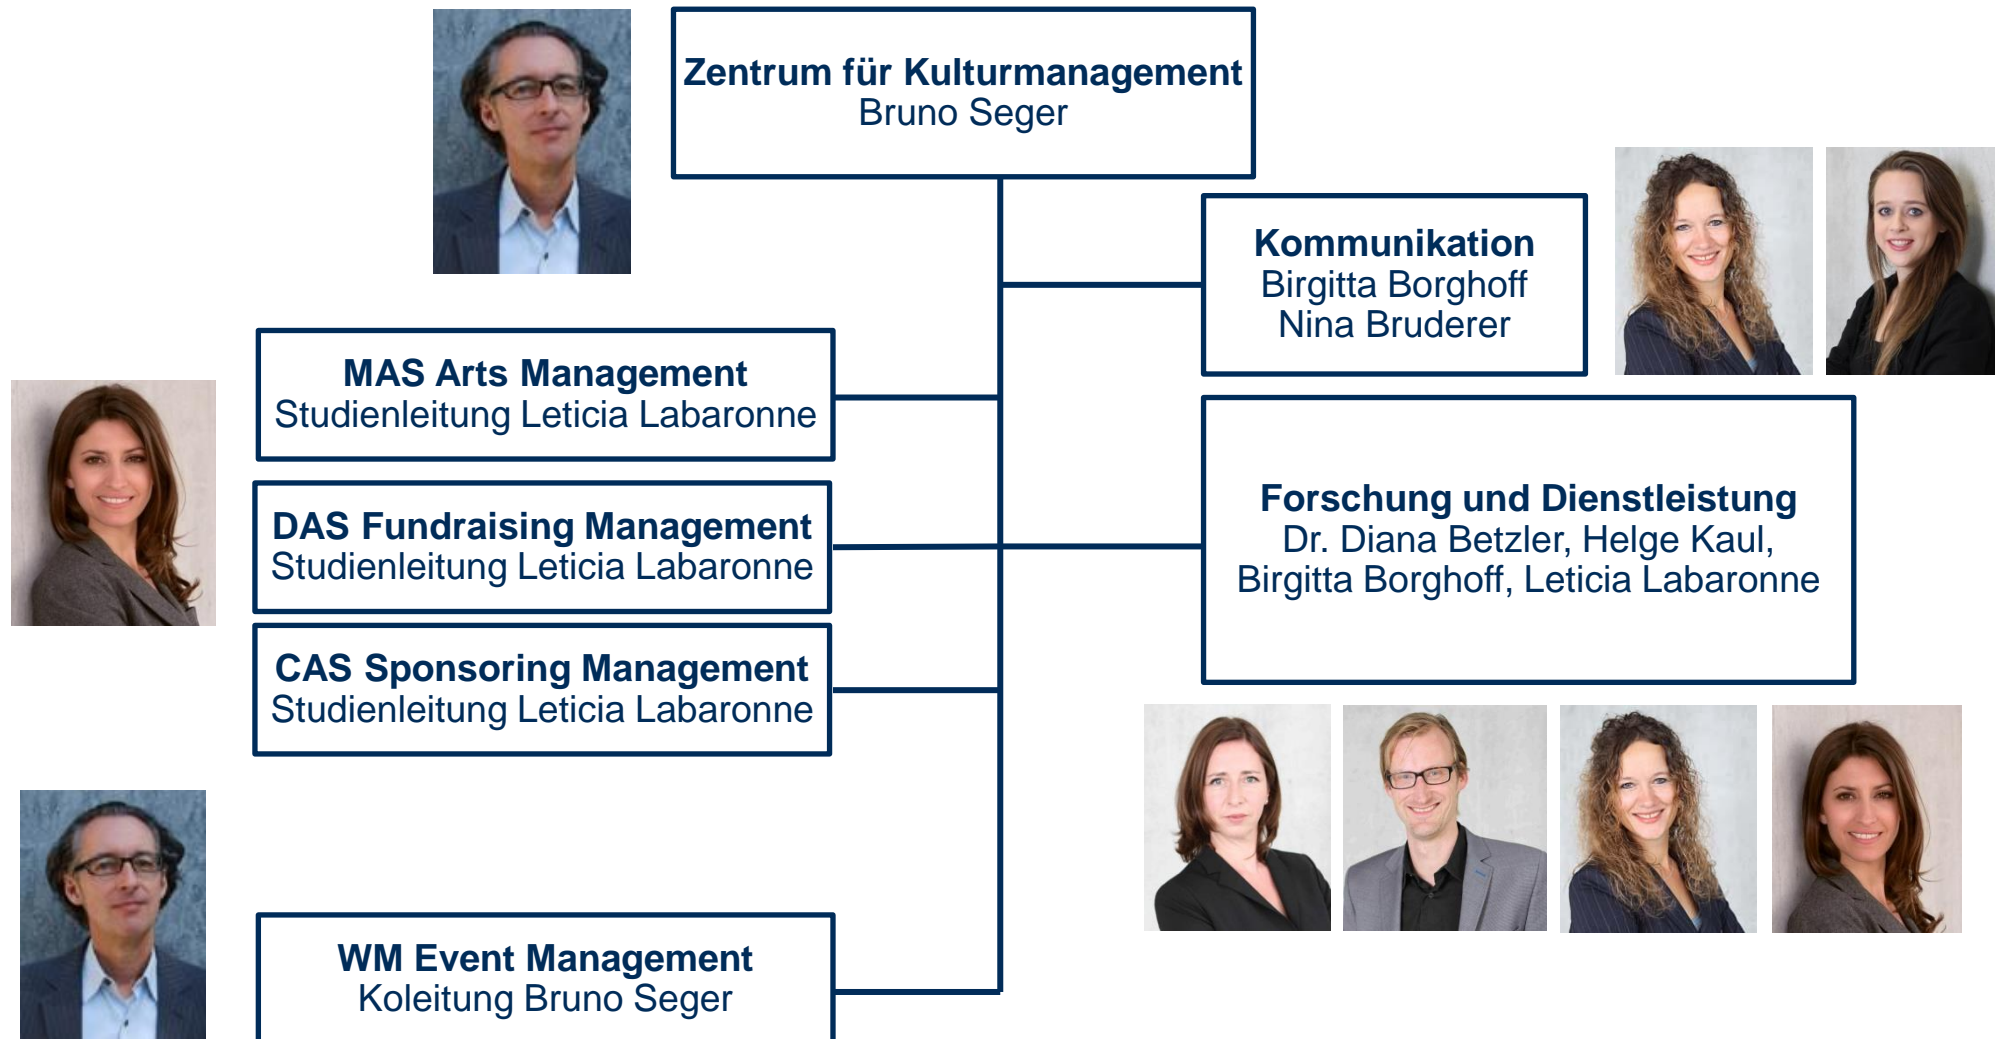 Zentrum für Kulturmanagement
Bruno Seger
Kommunikation
Birgitta Borghoff
Nina Bruderer
MAS Arts Management
Studienleitung Leticia Labaronne
DAS Fundraising Management
Studienleitung Leticia Labaronne
CAS Sponsoring Management
Studienleitung Leticia Labaronne
Forschung und Dienstleistung
Dr. Diana Betzler, Helge Kaul,
Birgitta Borghoff, Leticia Labaronne
WM Event Management
Koleitung Bruno Seger